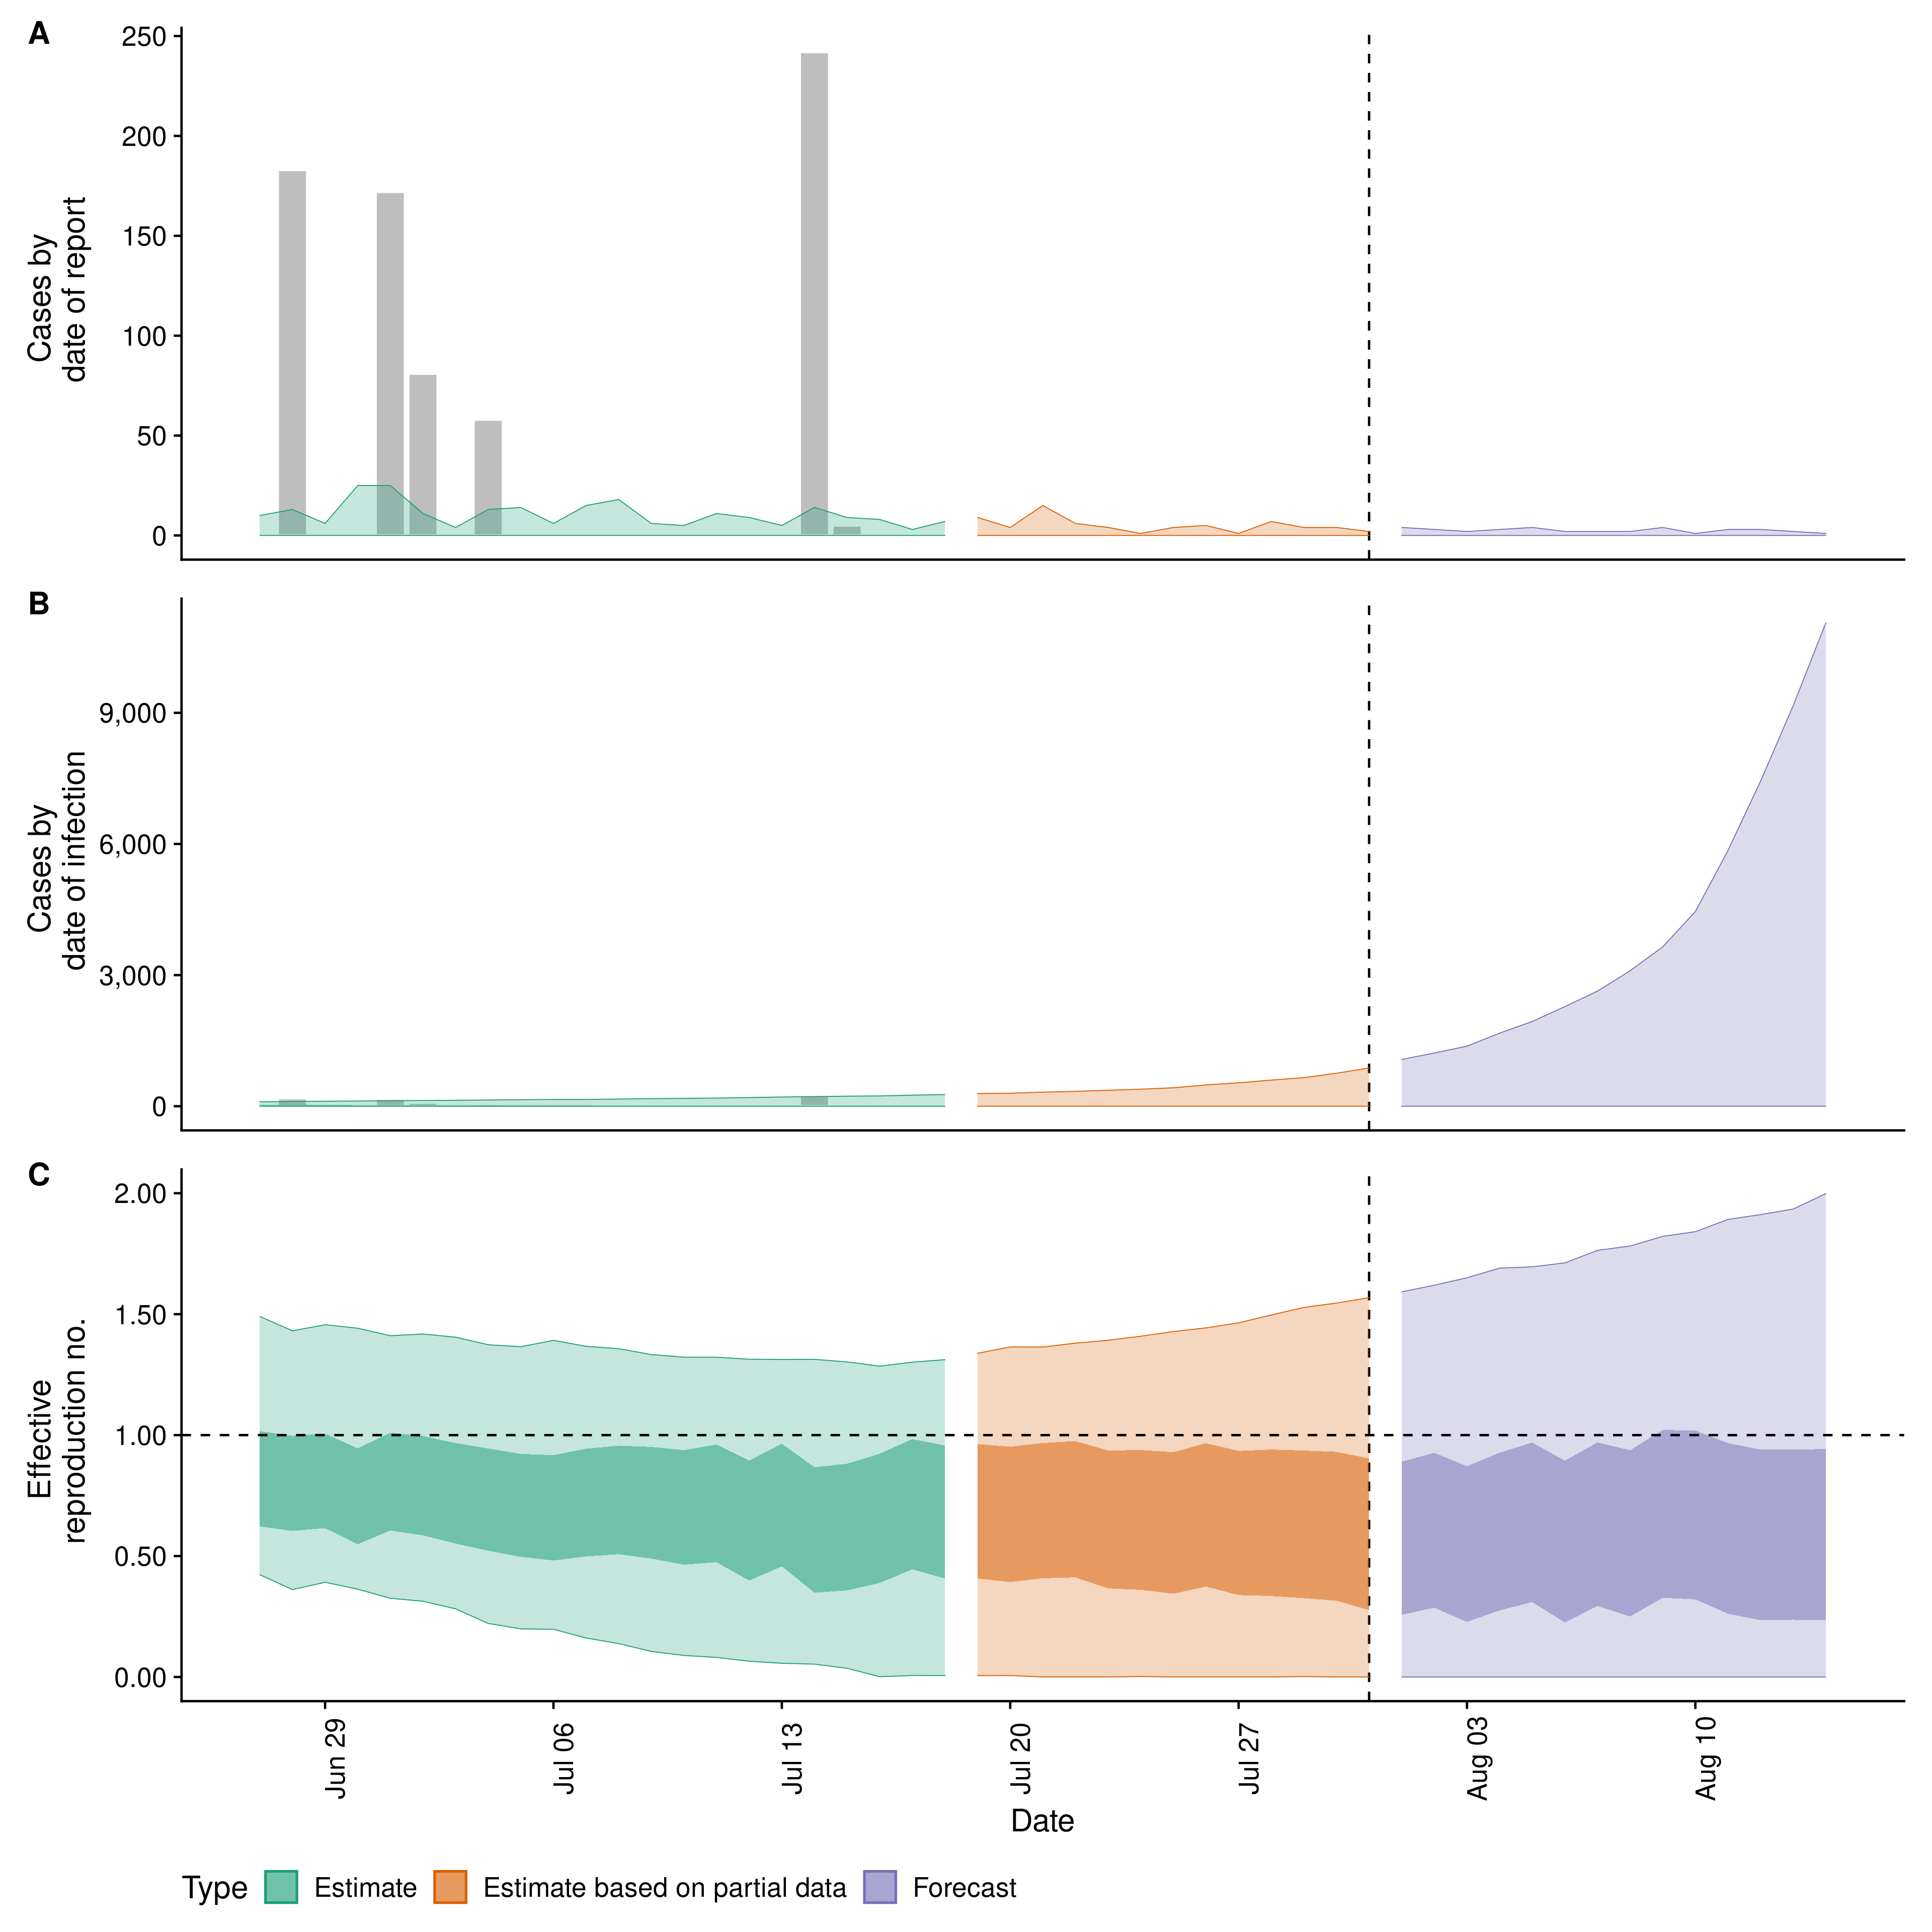 A
Cases by
date of report
250
200
150
100
50
0
B
Cases by
date of infection
9,000
6,000
3,000
0
C
Effective
reproduction no.
2.00
1.50
1.00
0.50
0.00
Jun 29
Jul 06
Jul 13
Jul 20
Jul 27
Aug 03
Aug 10
Date
Type
Estimate
Estimate based on partial data
Forecast